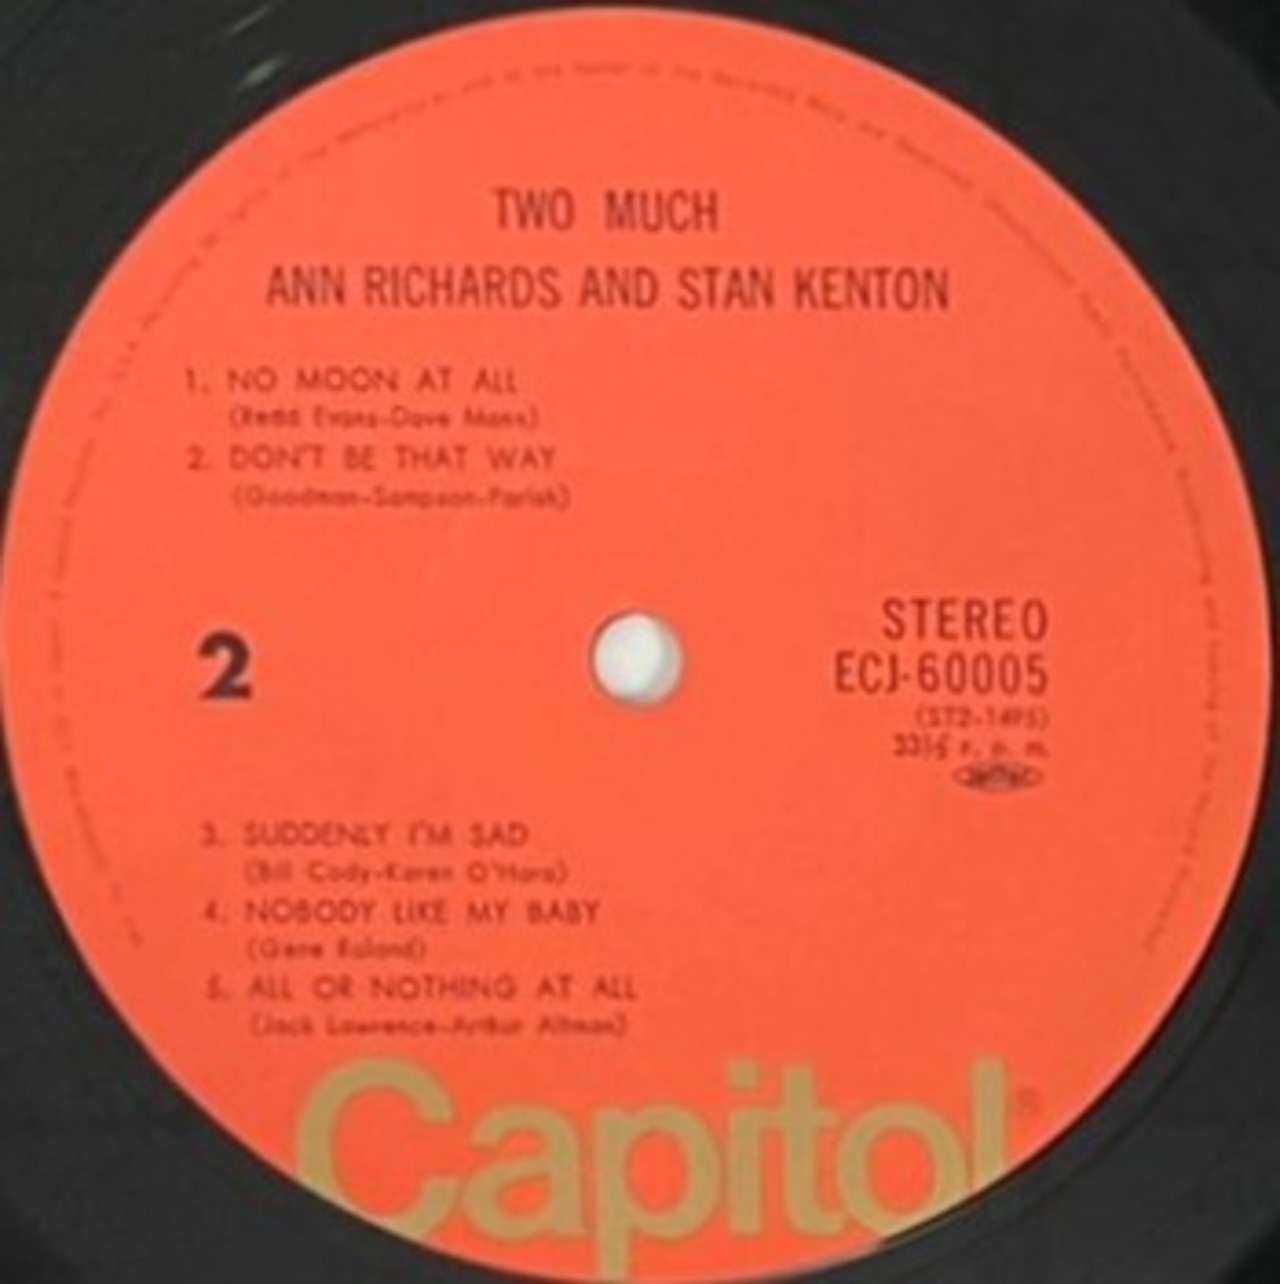 TWO MUCH
ANN RICHARDS AND STAN KENTON
1. NO MOON AT ALL
(Redd Evans-Dave Mann)
2. DON'T BE THAT WAY
(Goodman-Sampson-Parish)
2
STEREO
ECJ-60005
(ST2-1495)
33⅓ r. p. m.
3. SUDDENLY I'M SAD
(Bill Cody-Karen O'Hara)
4. NOBODY LIKE MY BABY
(Gene Roland)
5. ALL OR NOTHING AT ALL
(Jack Lawrence-Arthur Altman)
Capitol